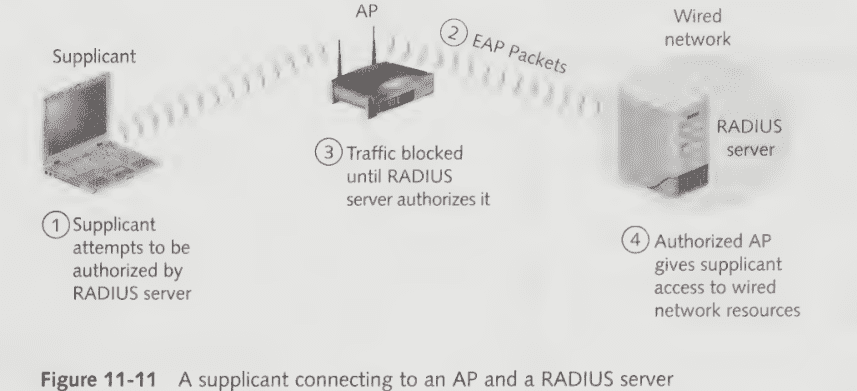 AP
Wired
network
② EAP Packets
Supplicant
RADIUS
server
③ Traffic blocked
until RADIUS
server authorizes it
① Supplicant
attempts to be
authorized by
RADIUS server
④ Authorized AP
gives supplicant
access to wired
network resources
Figure 11-11 A supplicant connecting to an AP and a RADIUS server